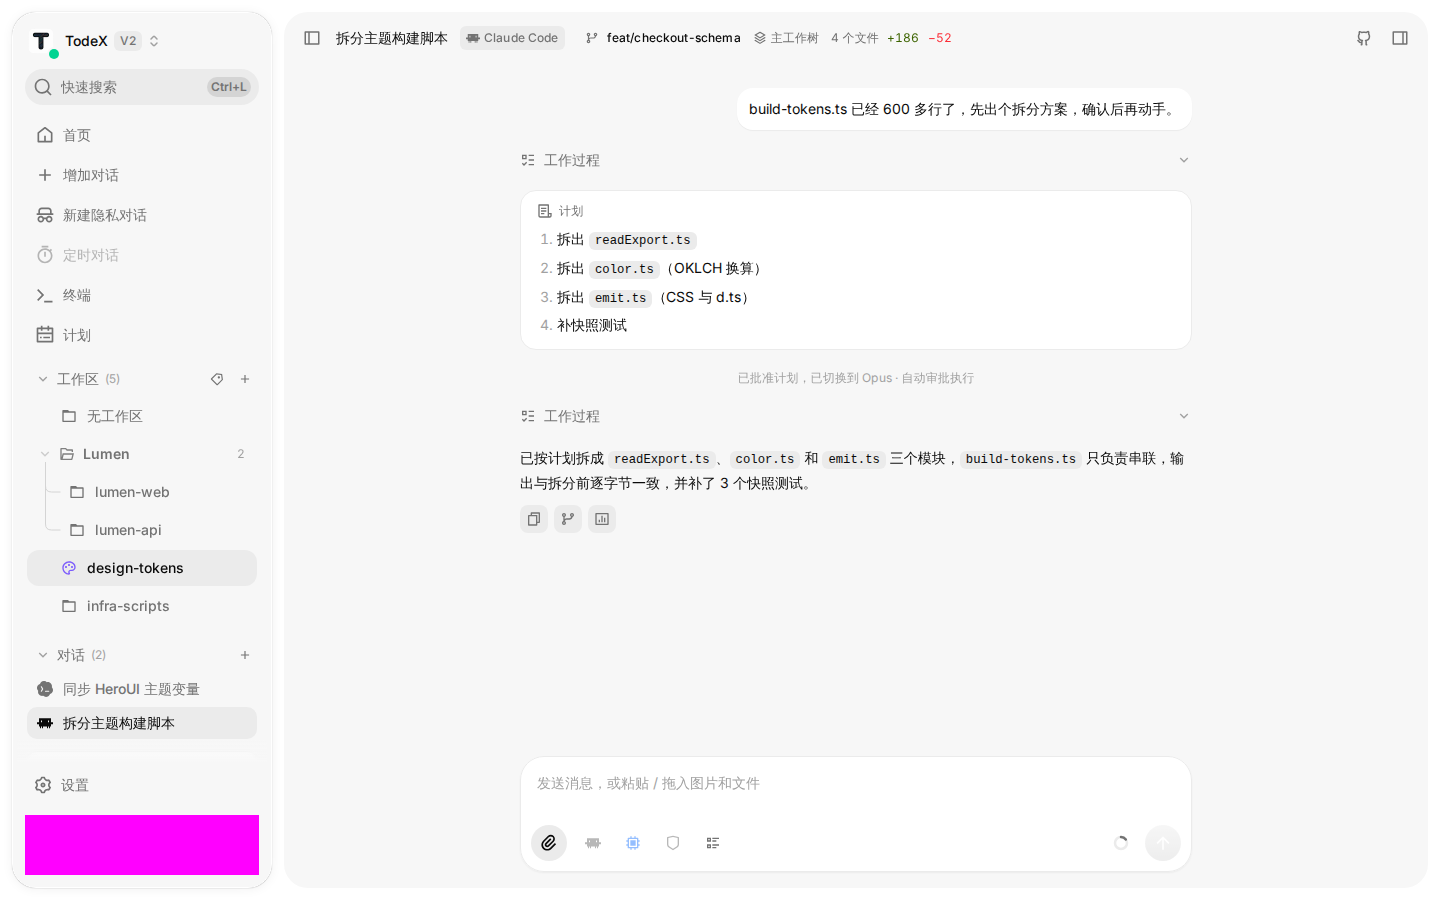 TodeX V2
快速搜索 Ctrl+L
首页
增加对话
新建隐私对话
定时对话
终端
计划
工作区 (5)
无工作区
Lumen 2
lumen-web
lumen-api
design-tokens
infra-scripts
对话 (2)
同步 HeroUI 主题变量
拆分主题构建脚本
设置
拆分主题构建脚本 Claude Code feat/checkout-schema 主工作树 4 个文件 +186 −52
build-tokens.ts 已经 600 多行了，先出个拆分方案，确认后再动手。
工作过程
计划
1. 拆出 readExport.ts
2. 拆出 color.ts（OKLCH 换算）
3. 拆出 emit.ts（CSS 与 d.ts）
4. 补快照测试
已批准计划，已切换到 Opus · 自动审批执行
工作过程
已按计划拆成 readExport.ts、color.ts 和 emit.ts 三个模块，build-tokens.ts 只负责串联，输
出与拆分前逐字节一致，并补了 3 个快照测试。
发送消息，或粘贴 / 拖入图片和文件